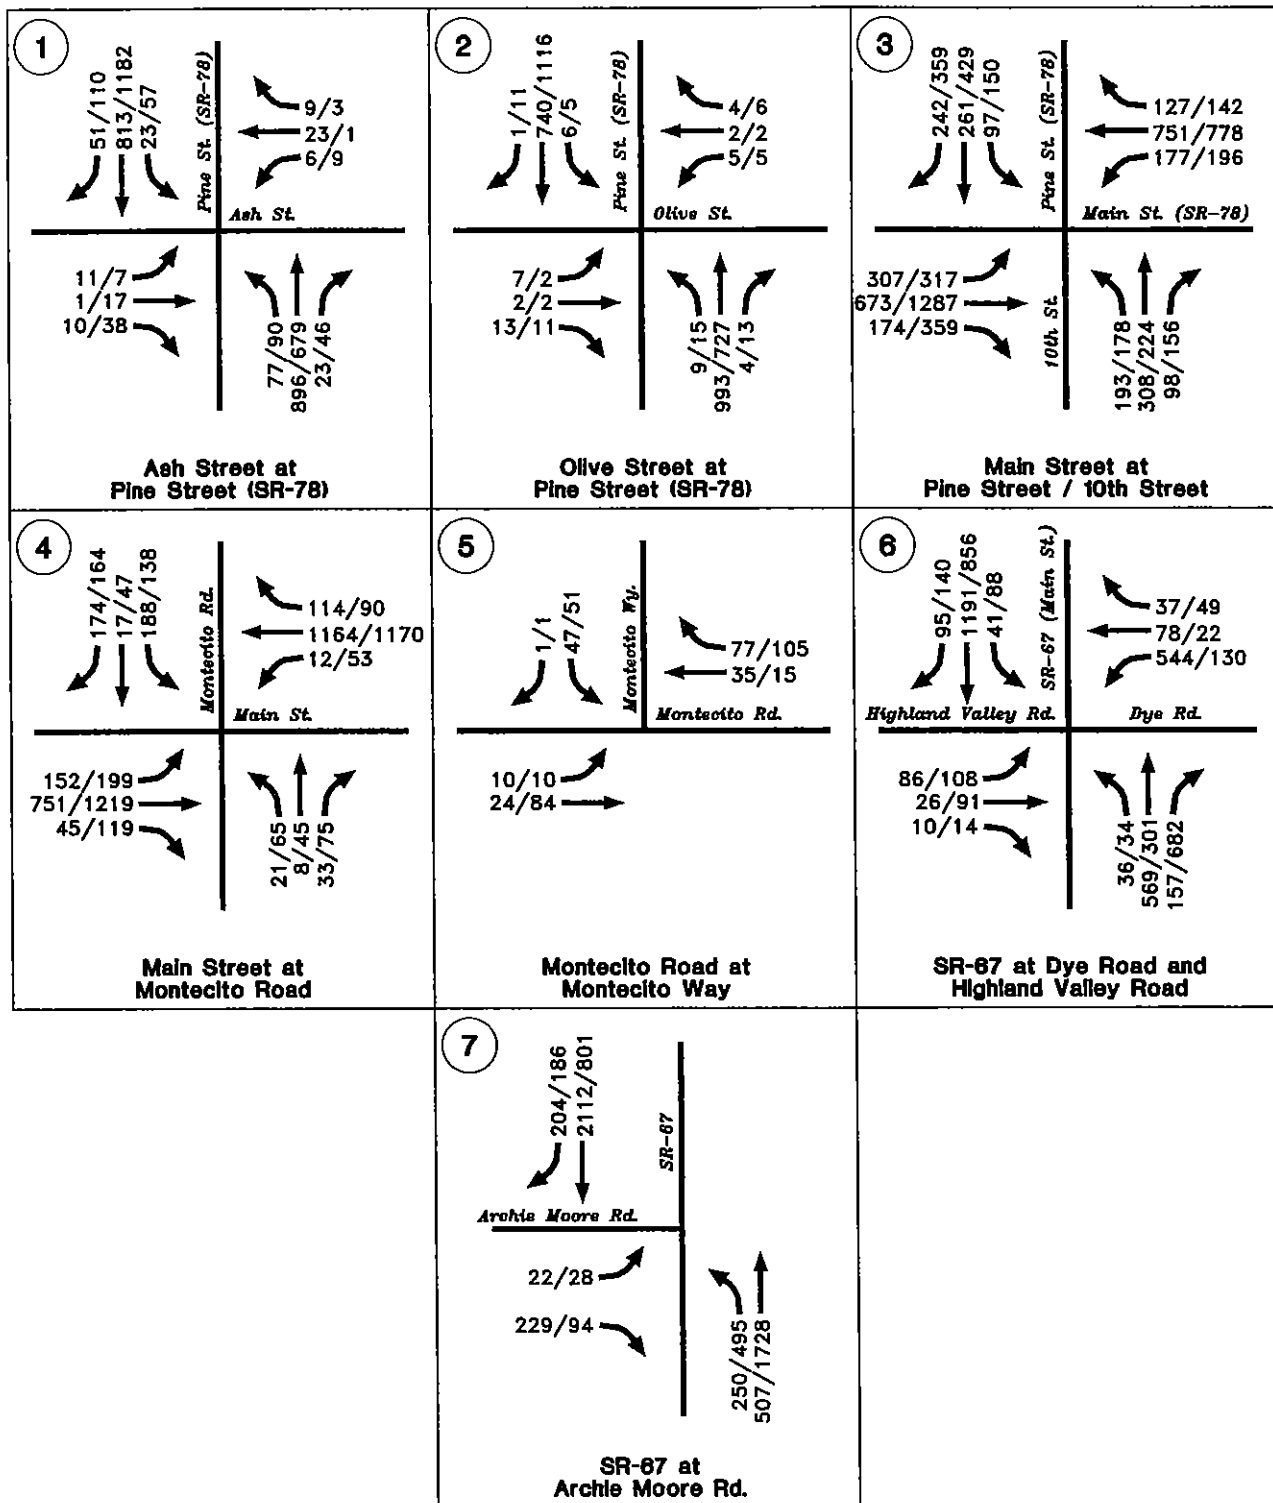 1
51/110
813/1182
23/57
Pine St. (SR-78)
9/3
23/1
6/9
Ash St.
11/7
1/17
10/38
77/90
896/679
23/46
Ash Street at
Pine Street (SR-78)
2
1/11
740/1116
6/5
Pine St. (SR-78)
4/6
2/2
5/5
Olive St.
7/2
2/2
13/11
9/15
993/727
4/13
Olive Street at
Pine Street (SR-78)
3
242/359
261/429
97/150
Pine St. (SR-78)
127/142
751/778
177/196
Main St. (SR-78)
307/317
673/1287
174/359
10th St.
193/178
308/224
98/156
Main Street at
Pine Street / 10th Street
4
174/164
17/47
188/138
Montecito Rd.
114/90
1164/1170
12/53
Main St.
152/199
751/1219
45/119
21/65
8/45
33/75
Main Street at
Montecito Road
5
1/1
47/51
Montecito Wy.
77/105
35/15
Montecito Rd.
10/10
24/84
Montecito Road at
Montecito Way
6
95/140
1191/856
41/88
SR-67 (Main St.)
37/49
78/22
544/130
Highland Valley Rd.
Dye Rd.
86/108
26/91
10/14
36/34
569/301
157/682
SR-67 at Dye Road and
Highland Valley Road
7
204/186
2112/801
SR-67
Archie Moore Rd.
22/28
229/94
250/495
507/1728
SR-67 at
Archie Moore Rd.